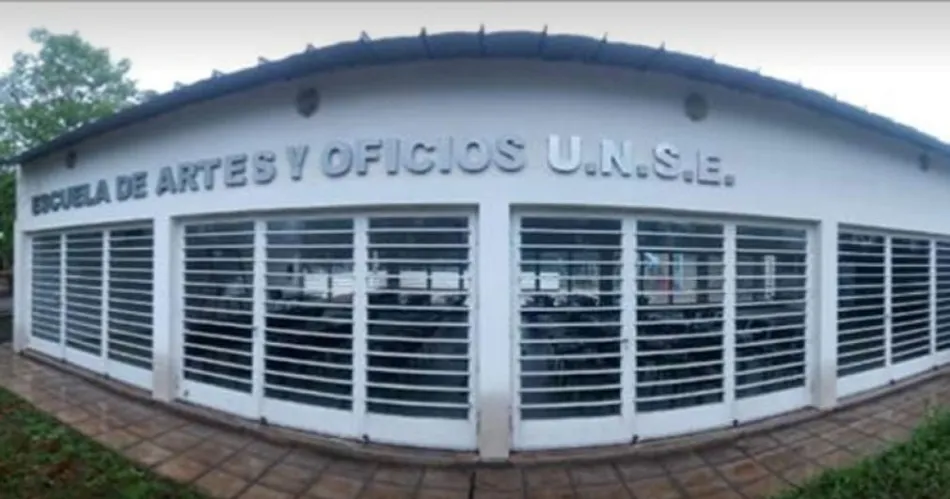 ESCUELA DE ARTES Y OFICIOS U.N.S.E.